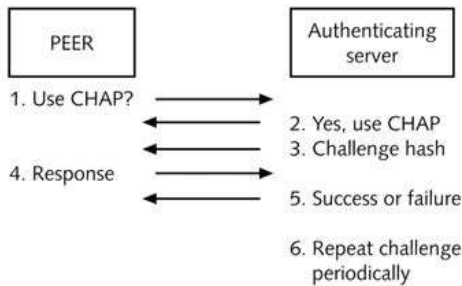 PEER
Authenticating
server
1. Use CHAP?
2. Yes, use CHAP
3. Challenge hash
4. Response
5. Success or failure
6. Repeat challenge
periodically